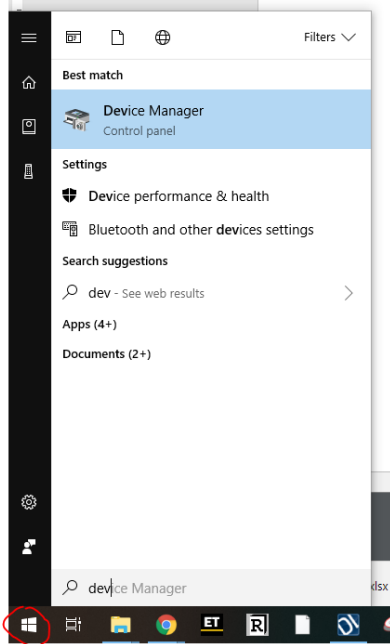 Filters
Best match
Device Manager
Control panel
Settings
Device performance & health
Bluetooth and other devices settings
Search suggestions
dev - See web results
Apps (4+)
Documents (2+)
device Manager
xlsx
ET
R